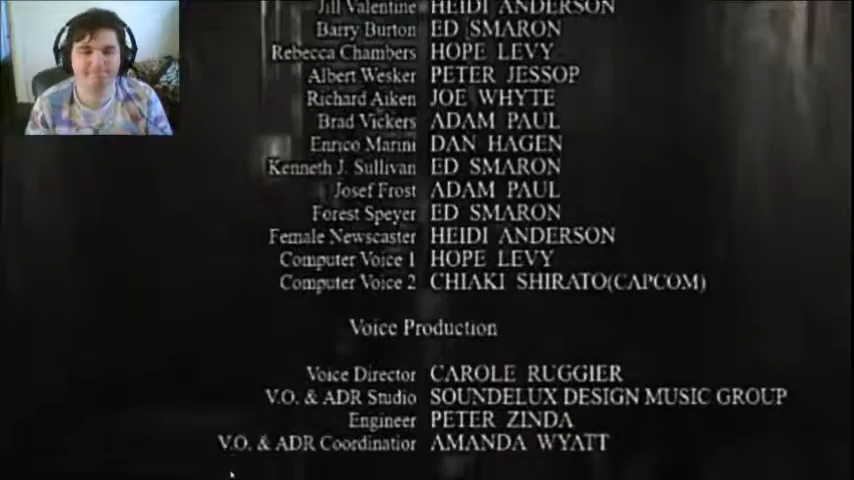 Jill Valentine HEIDI ANDERSON
Barry Burton ED SMARON
Rebecca Chambers HOPE LEVY
Albert Wesker PETER JESSOP
Richard Aiken JOE WHYTE
Brad Vickers ADAM PAUL
Enrico Marini DAN HAGEN
Kenneth J. Sullivan ED SMARON
Josef Frost ADAM PAUL
Forest Speyer ED SMARON
Female Newscaster HEIDI ANDERSON
Computer Voice 1 HOPE LEVY
Computer Voice 2 CHIAKI SHIRATO(CAPCOM)
Voice Production
Voice Director CAROLE RUGGIER
V.O. & ADR Studio SOUNDELUX DESIGN MUSIC GROUP
Engineer PETER ZINDA
V.O. & ADR Coordinatior AMANDA WYATT